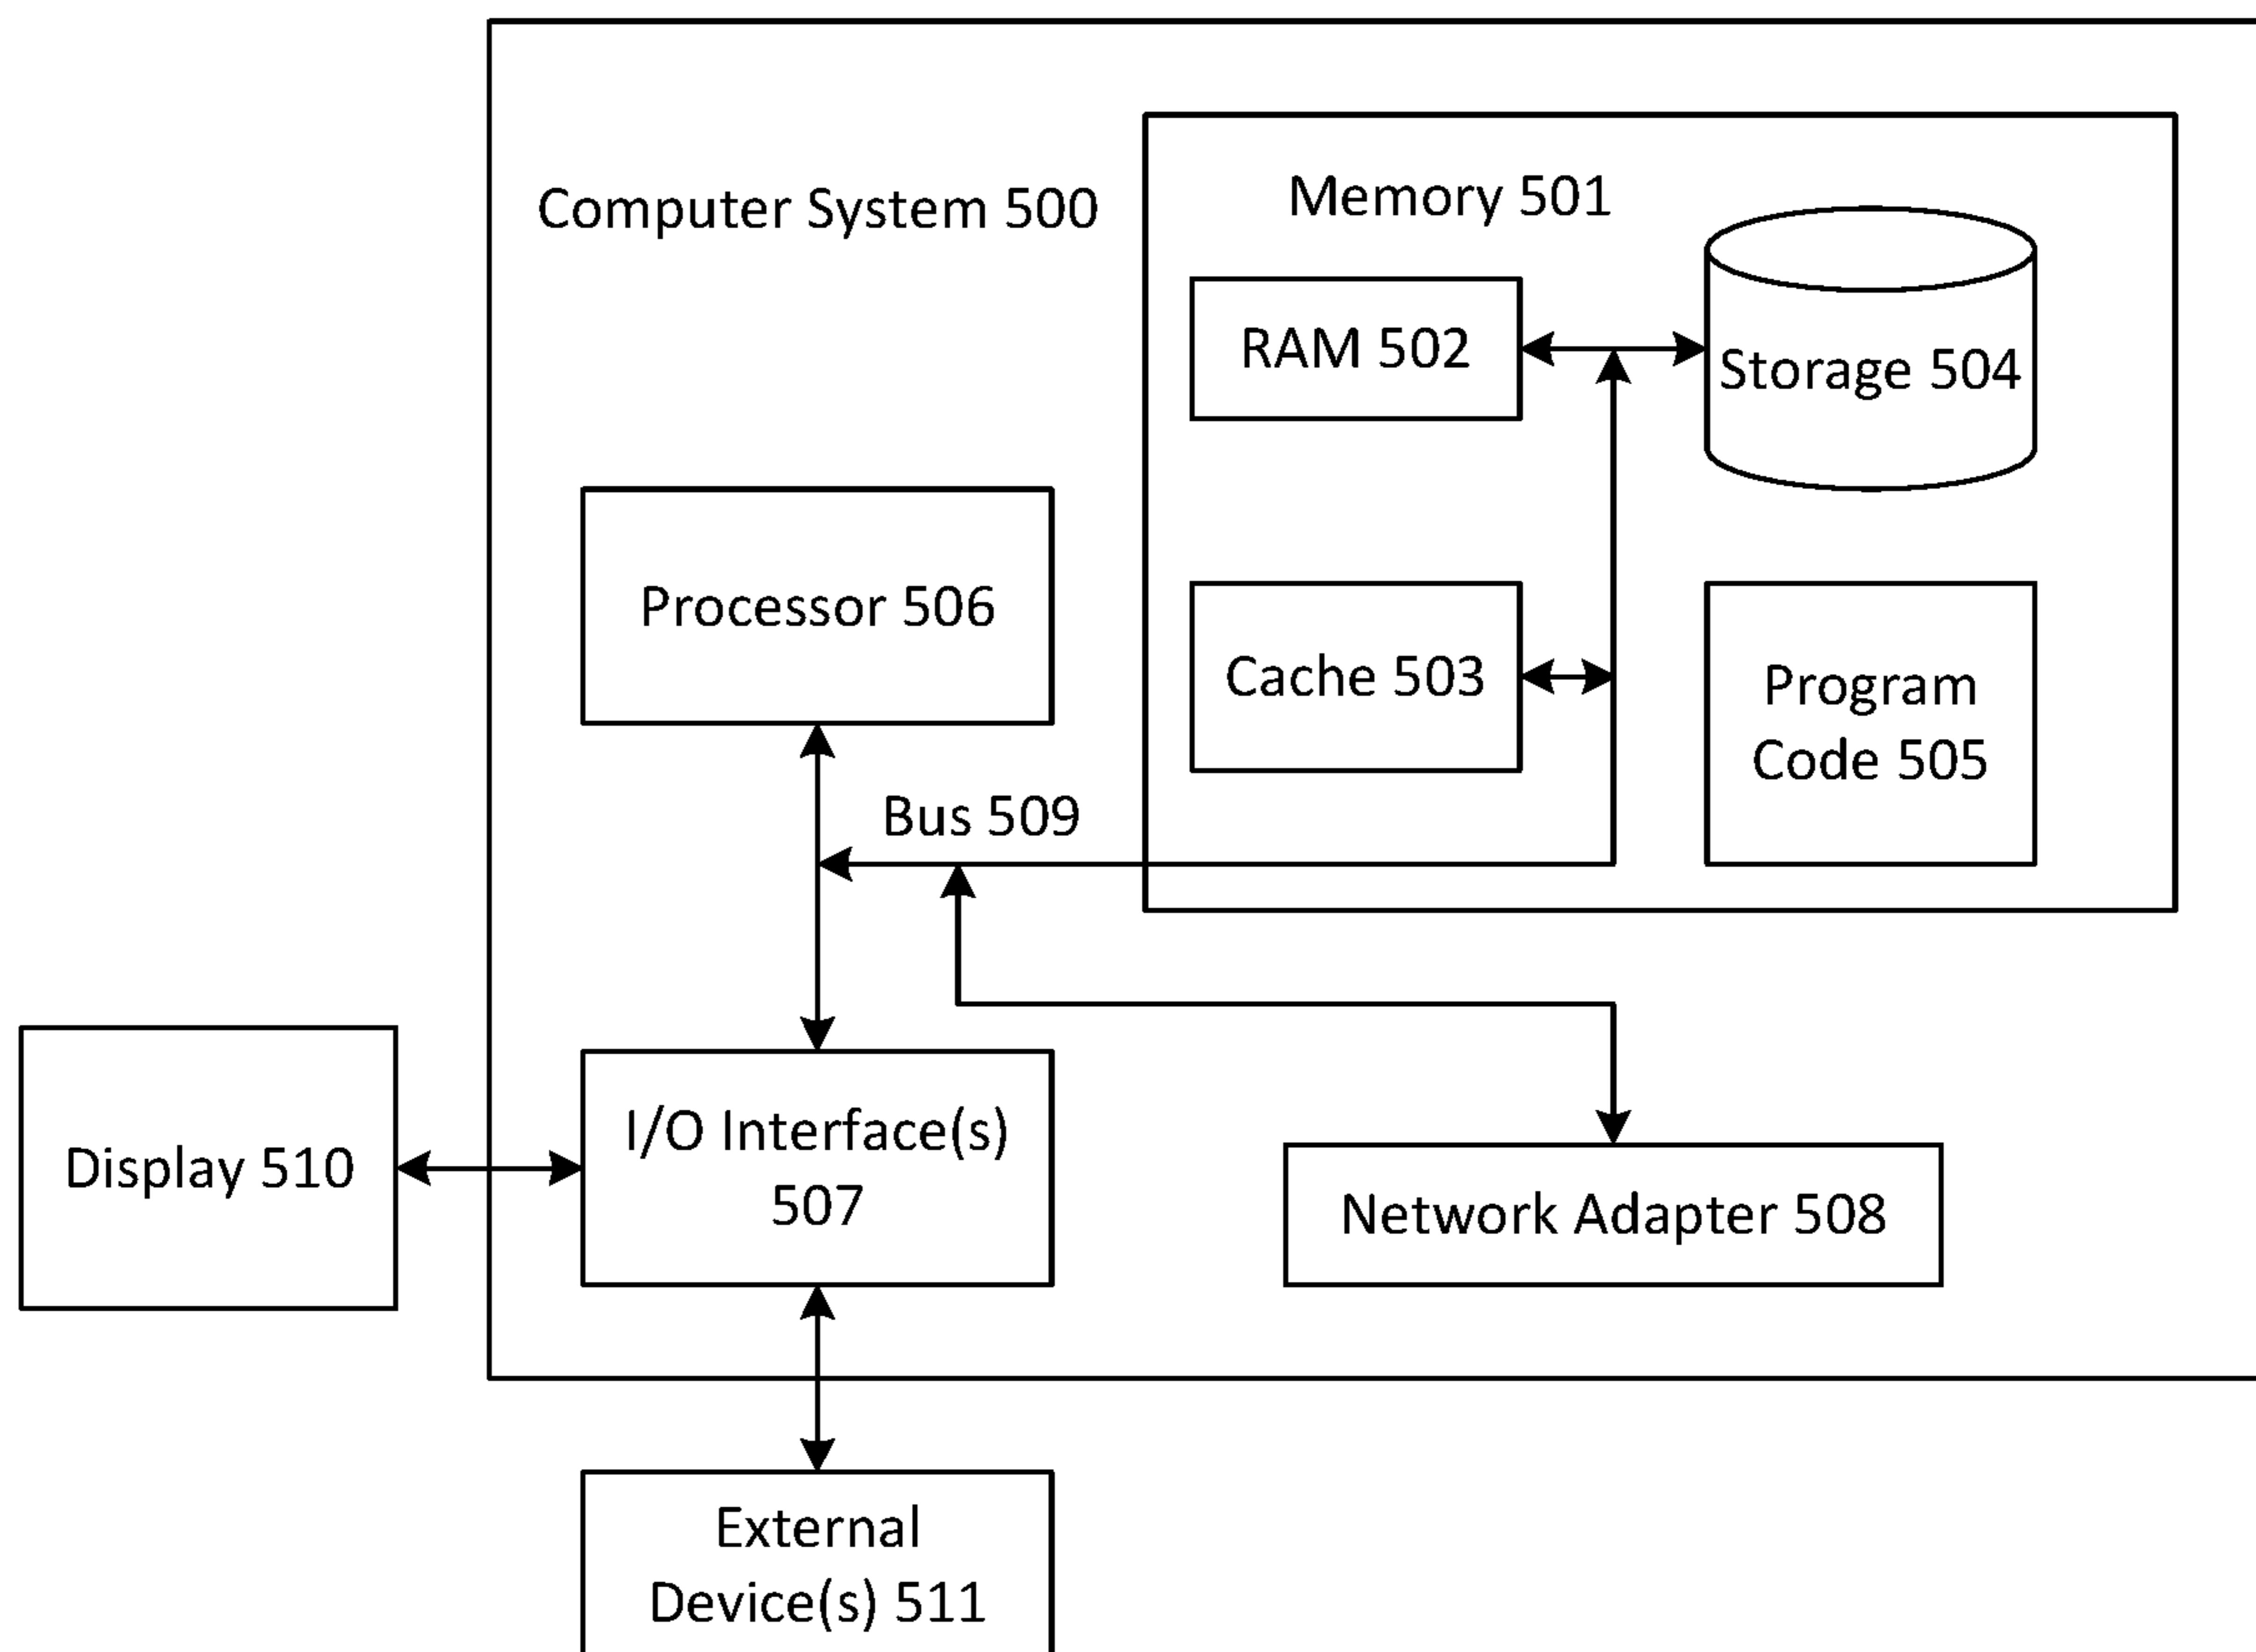 Computer System 500
Memory 501
RAM 502
Storage 504
Processor 506
Cache 503
Program
Code 505
Bus 509
Display 510
I/O Interface(s)
507
Network Adapter 508
External
Device(s) 511